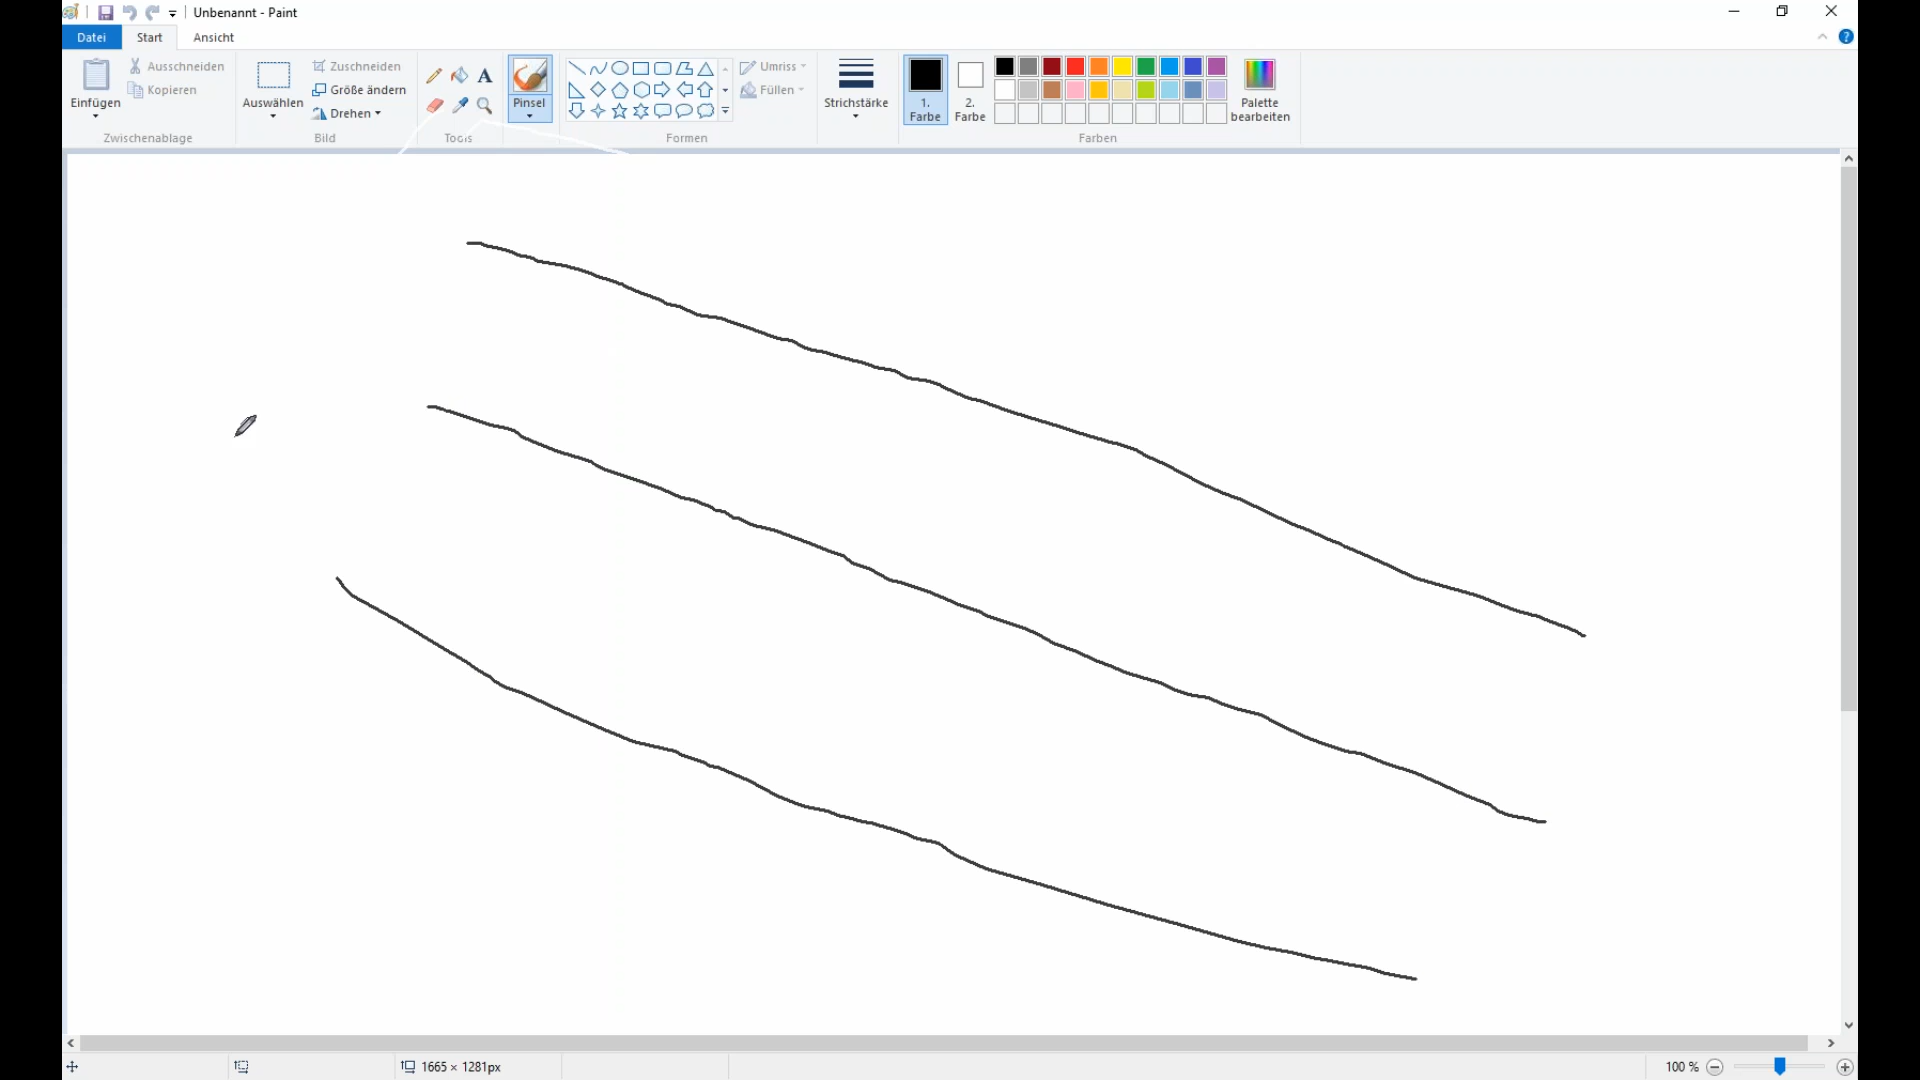 Unbenannt - Paint
Datei Start Ansicht
Einfügen
Ausschneiden
Kopieren
Zwischenablage
Auswählen
Zuschneiden
Größe ändern
Drehen
Bild
A
Tools
Pinsel
Umriss
Füllen
Formen
Strichstärke
1.
Farbe
2.
Farbe
Palette
bearbeiten
Farben
1665 × 1281px
100 %